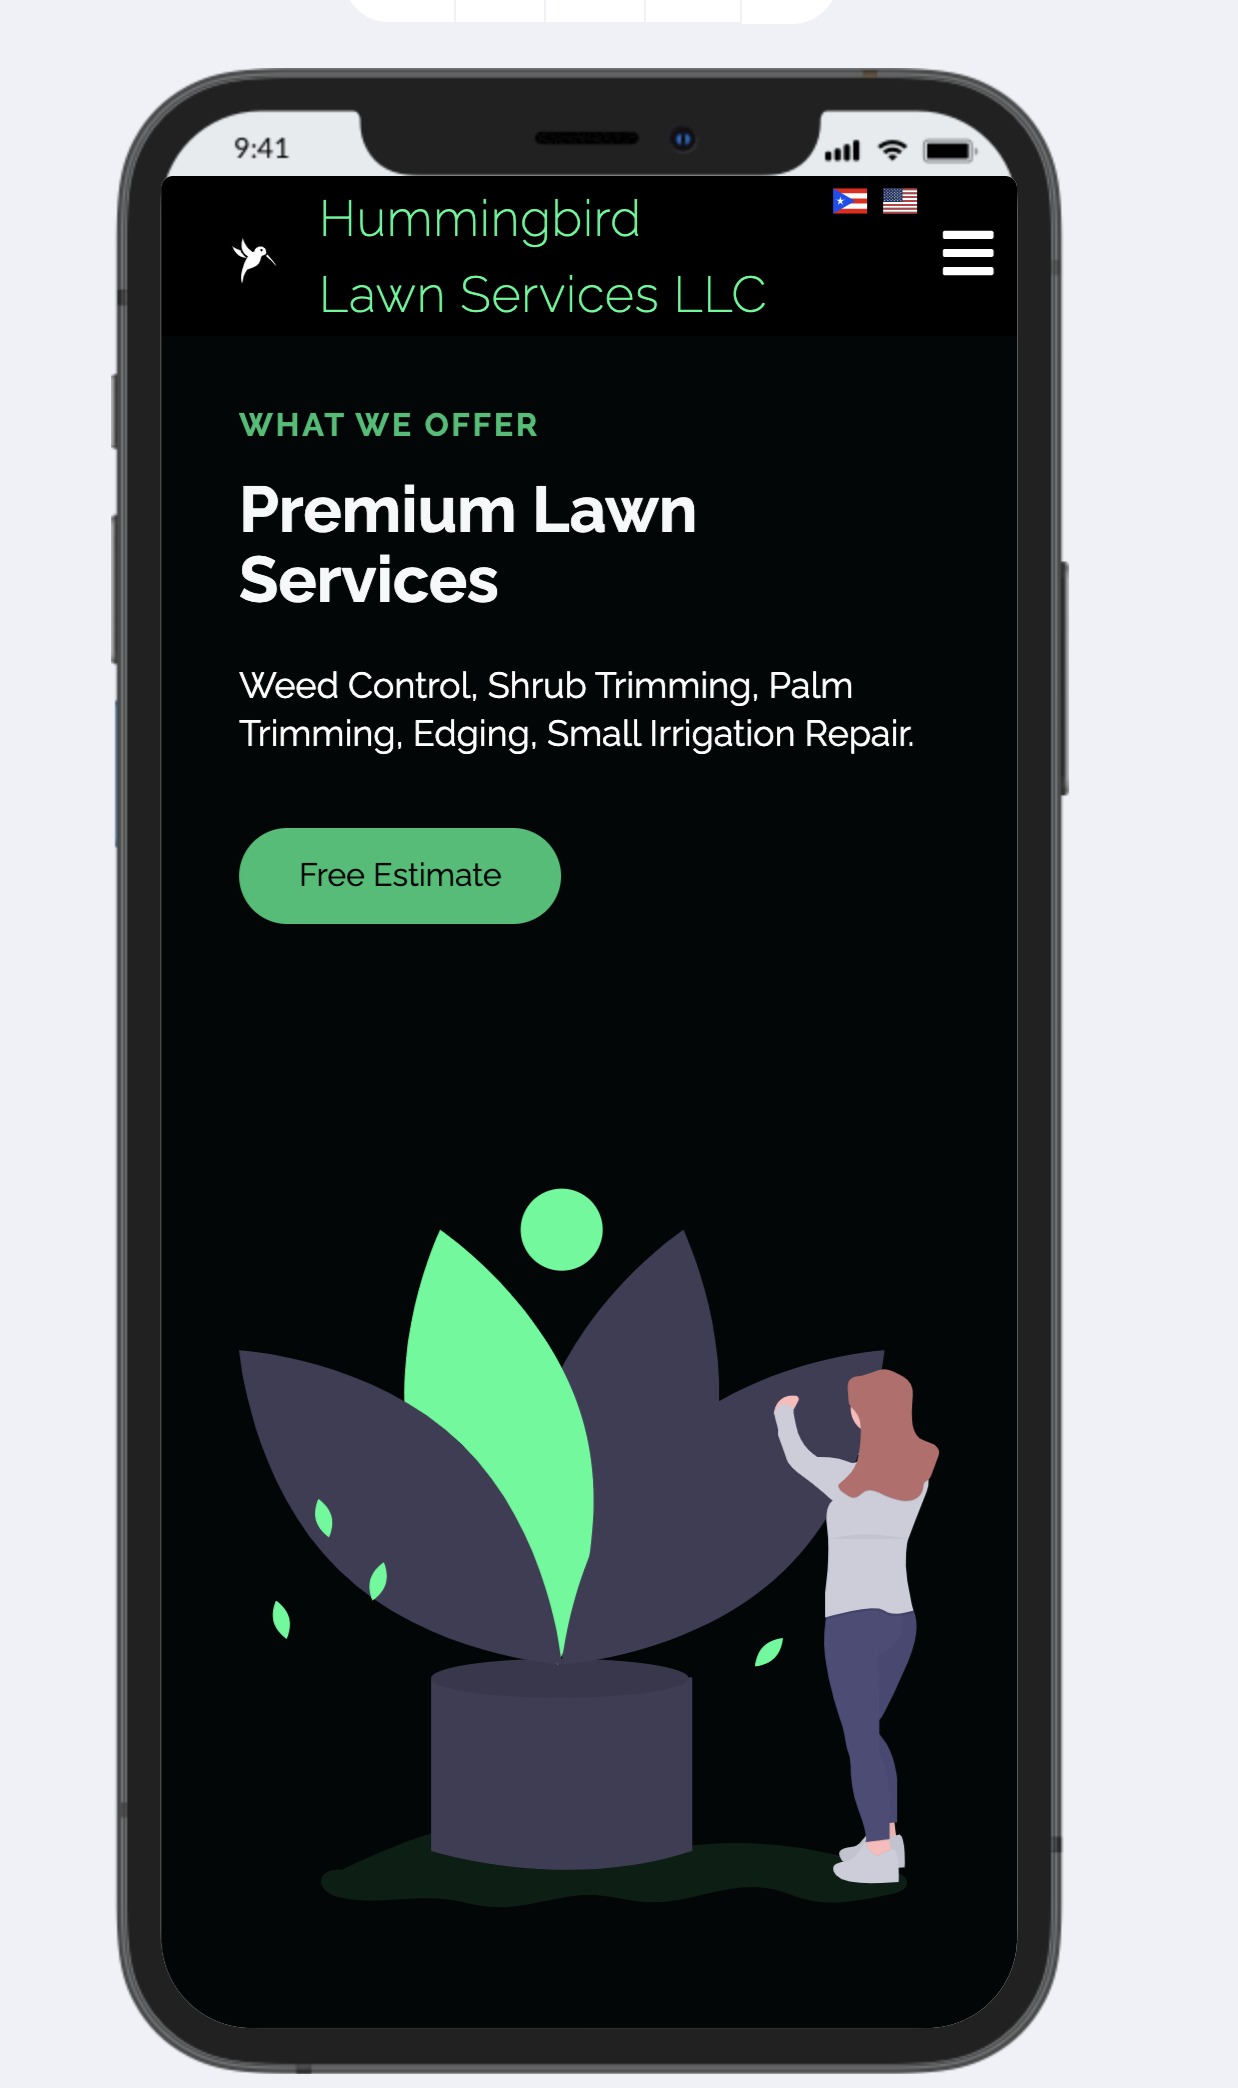 9:41
Hummingbird
Lawn Services LLC
WHAT WE OFFER
Premium Lawn
Services
Weed Control, Shrub Trimming, Palm
Trimming, Edging, Small Irrigation Repair.
Free Estimate